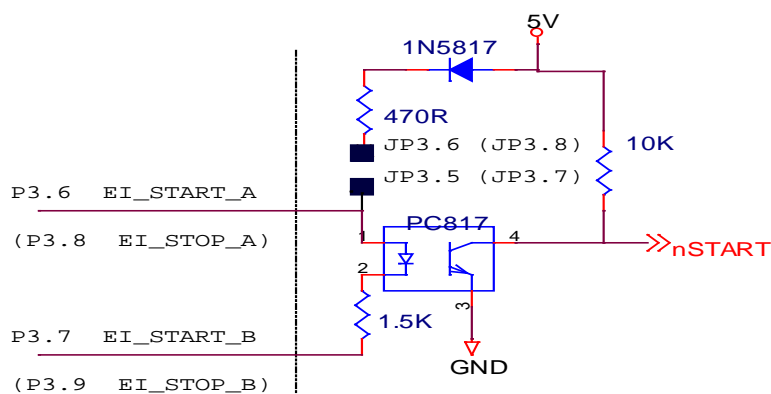 5V
1N5817
470R
JP3.6 (JP3.8)
10K
JP3.5 (JP3.7)
P3.6 EI_START_A
PC817
(P3.8 EI_STOP_A)
1
4
nSTART
2
3
1.5K
P3.7 EI_START_B
GND
(P3.9 EI_STOP_B)